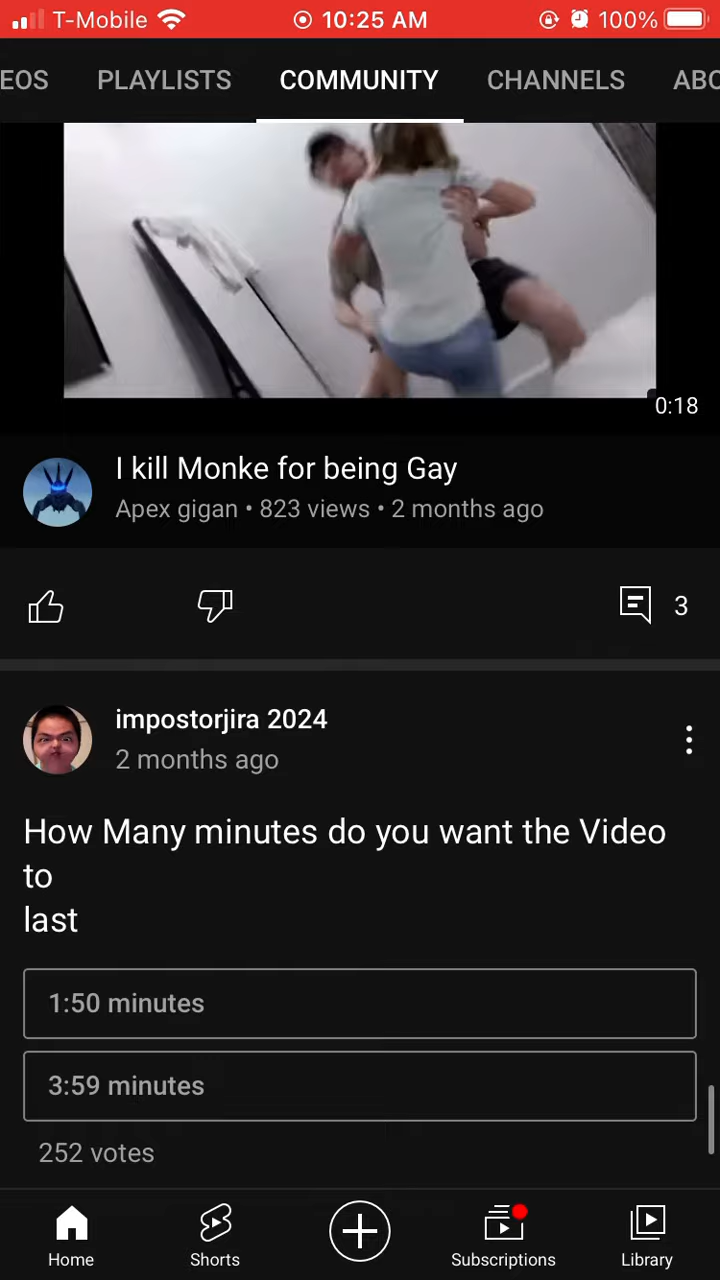 T-Mobile 10:25 AM 100%
EOS PLAYLISTS COMMUNITY CHANNELS ABO
0:18
I kill Monke for being Gay
Apex gigan • 823 views • 2 months ago
3
impostorjira 2024
2 months ago
How Many minutes do you want the Video
to
last
1:50 minutes
3:59 minutes
252 votes
Home Shorts Subscriptions Library